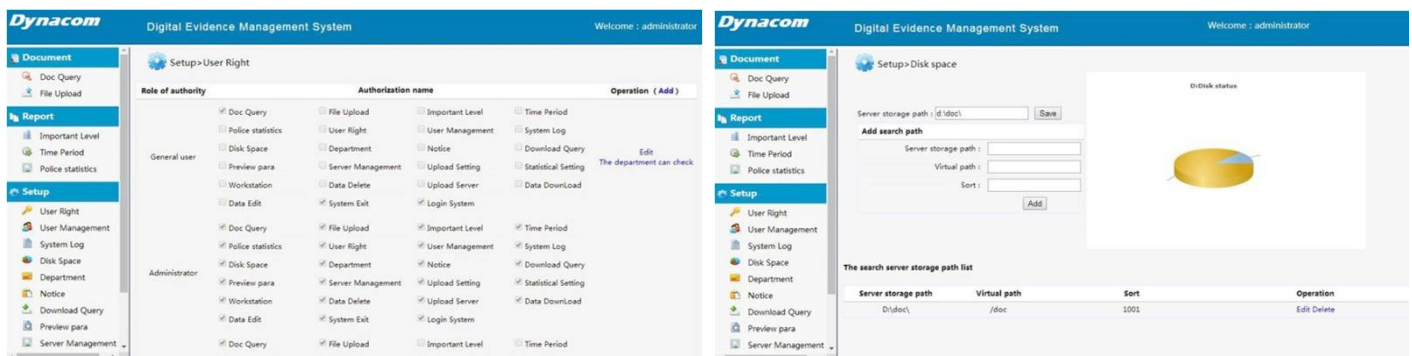 Dynacom
Digital Evidence Management System
Welcome : administrator
Document
Doc Query
File Upload
Report
Important Level
Time Period
Police statistics
Setup
User Right
User Management
System Log
Disk Space
Department
Notice
Download Query
Preview para
Server Management
Setup>User Right
Role of authority Authorization name Operation ( Add )
Doc Query File Upload Important Level Time Period
Police statistics User Right User Management System Log
Disk Space Department Notice Download Query
General user
Edit
The department can check
Preview para Server Management Upload Setting Statistical Setting
Workstation Data Delete Upload Server Data DownLoad
Data Edit System Exit Login System
Doc Query File Upload Important Level Time Period
Police statistics User Right User Management System Log
Disk Space Department Notice Download Query
Administrator
Preview para Server Management Upload Setting Statistical Setting
Workstation Data Delete Upload Server Data DownLoad
Data Edit System Exit Login System
Doc Query File Upload Important Level Time Period
Dynacom
Digital Evidence Management System
Welcome : administrator
Document
Doc Query
File Upload
Report
Important Level
Time Period
Police statistics
Setup
User Right
User Management
System Log
Disk Space
Department
Notice
Download Query
Preview para
Server Management
Setup>Disk space
Server storage path : d:\doc\ Save
Add search path
Server storage path :
Virtual path :
Sort :
Add
D:Disk status
The search server storage path list
Server storage path Virtual path Sort Operation
D:\doc\ /doc 1001 Edit Delete